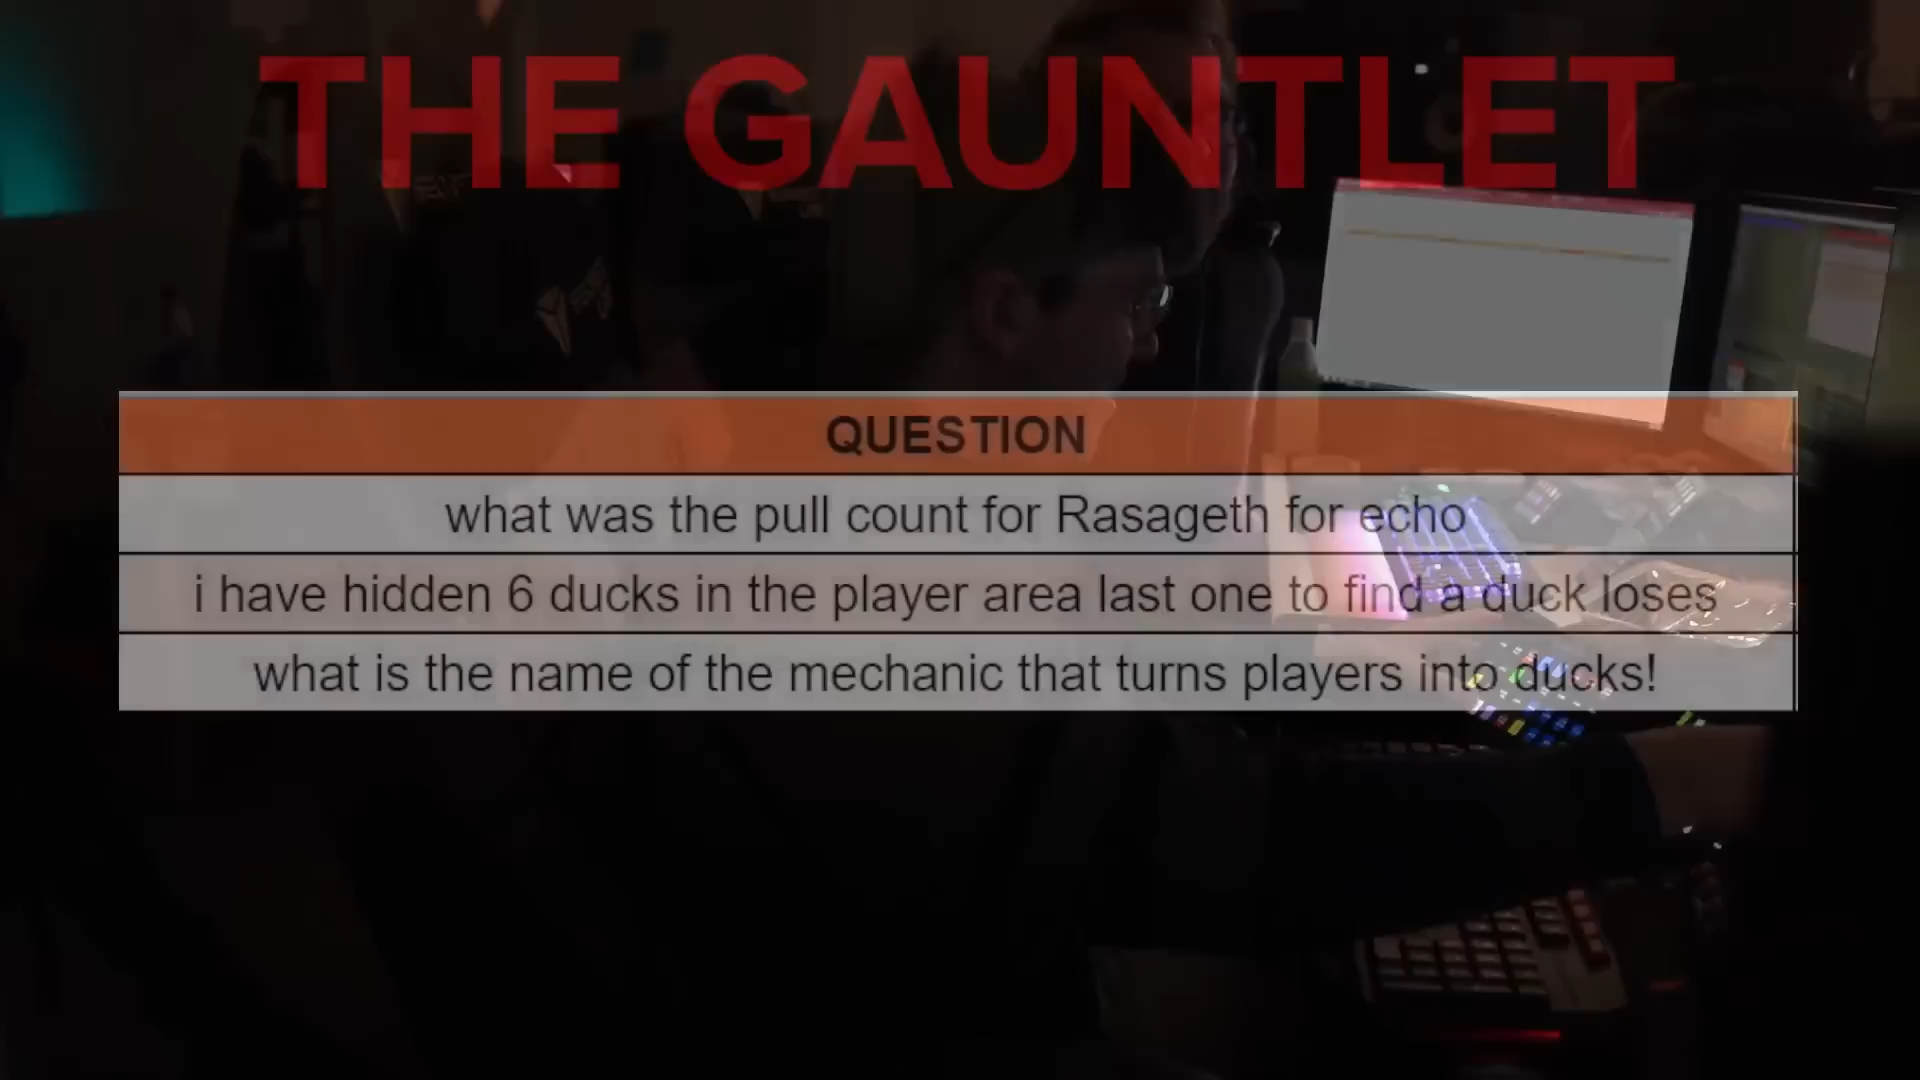 THE GAUNTLET
QUESTION
what was the pull count for Rasageth for echo
i have hidden 6 ducks in the player area last one to find a duck loses
what is the name of the mechanic that turns players into ducks!